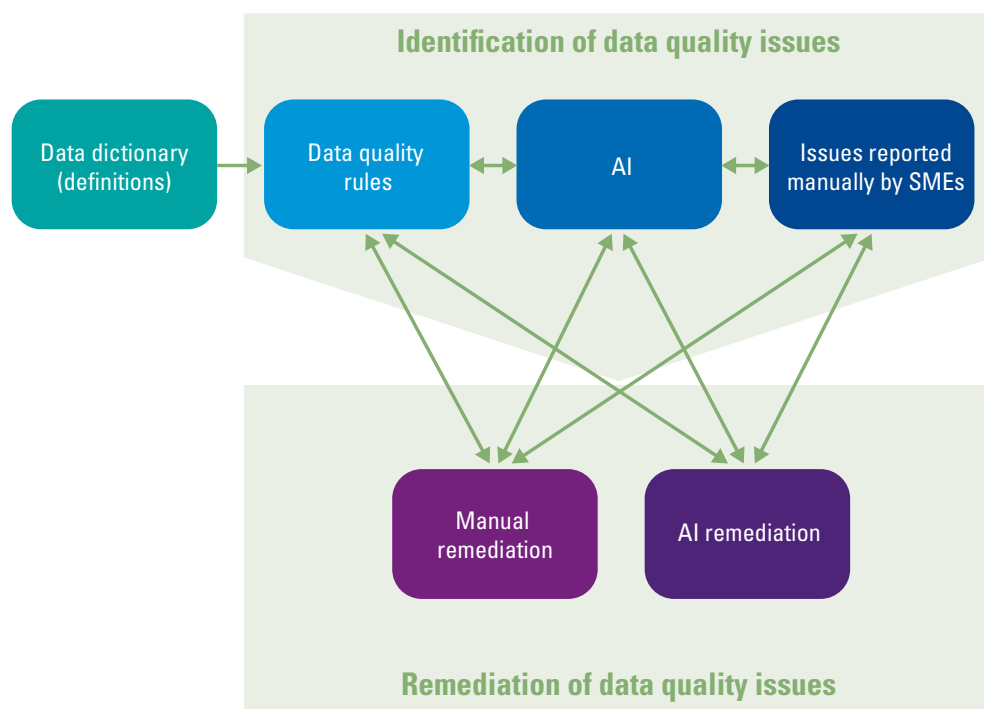 Identification of data quality issues
Data dictionary
(definitions)
Data quality
rules
AI
Issues reported
manually by SMEs
Manual
remediation
AI remediation
Remediation of data quality issues